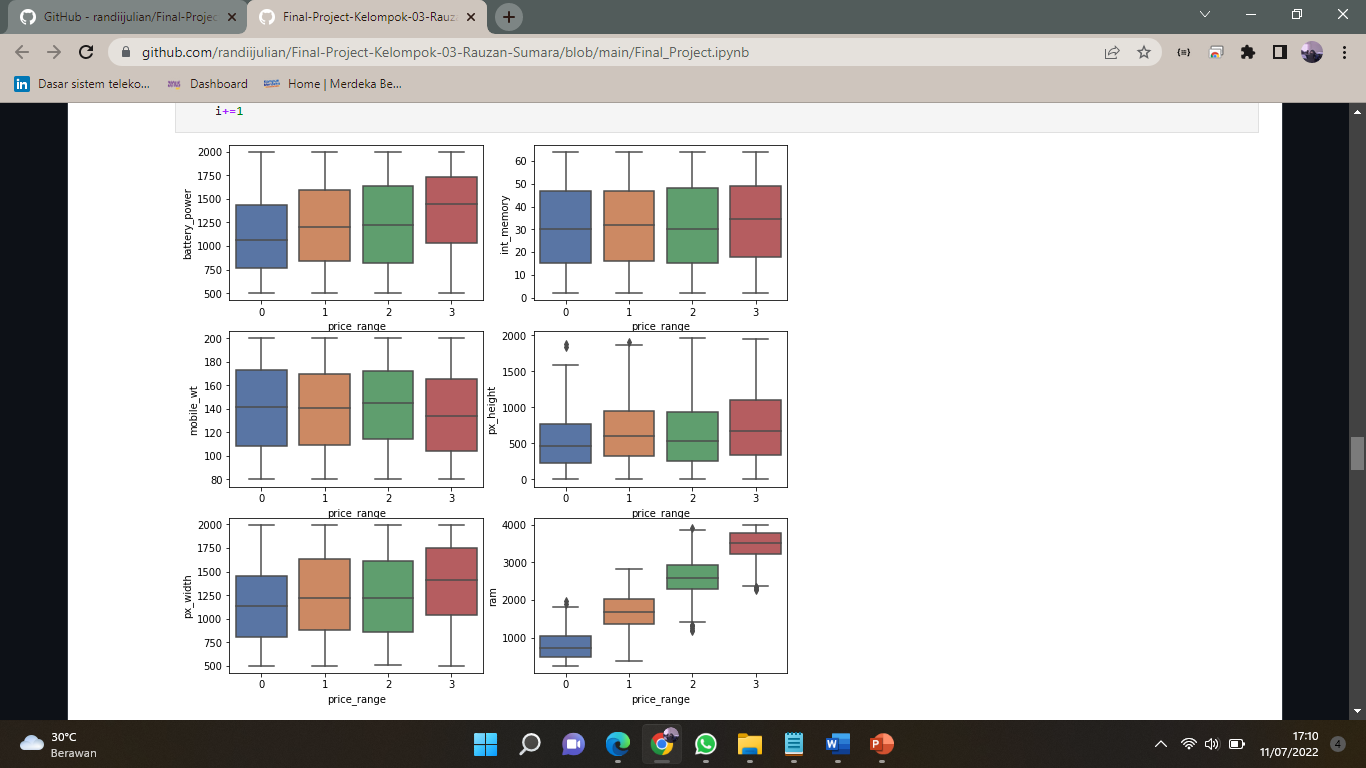 GitHub - randiijulian/Final-Projec
Final-Project-Kelompok-03-Rauza
github.com/randiijulian/Final-Project-Kelompok-03-Rauzan-Sumara/blob/main/Final_Project.ipynb
Dasar sistem teleko...
Dashboard
Home | Merdeka Be...
i+=1
battery_power
2000
1750
1500
1250
1000
750
500
0 1 2 3
price_range
int_memory
60
50
40
30
20
10
0
0 1 2 3
price_range
mobile_wt
200
180
160
140
120
100
80
0 1 2 3
price_range
px_height
2000
1500
1000
500
0
0 1 2 3
price_range
px_width
2000
1750
1500
1250
1000
750
500
0 1 2 3
price_range
ram
4000
3000
2000
1000
0 1 2 3
price_range
30°C
Berawan
17:10
11/07/2022
4